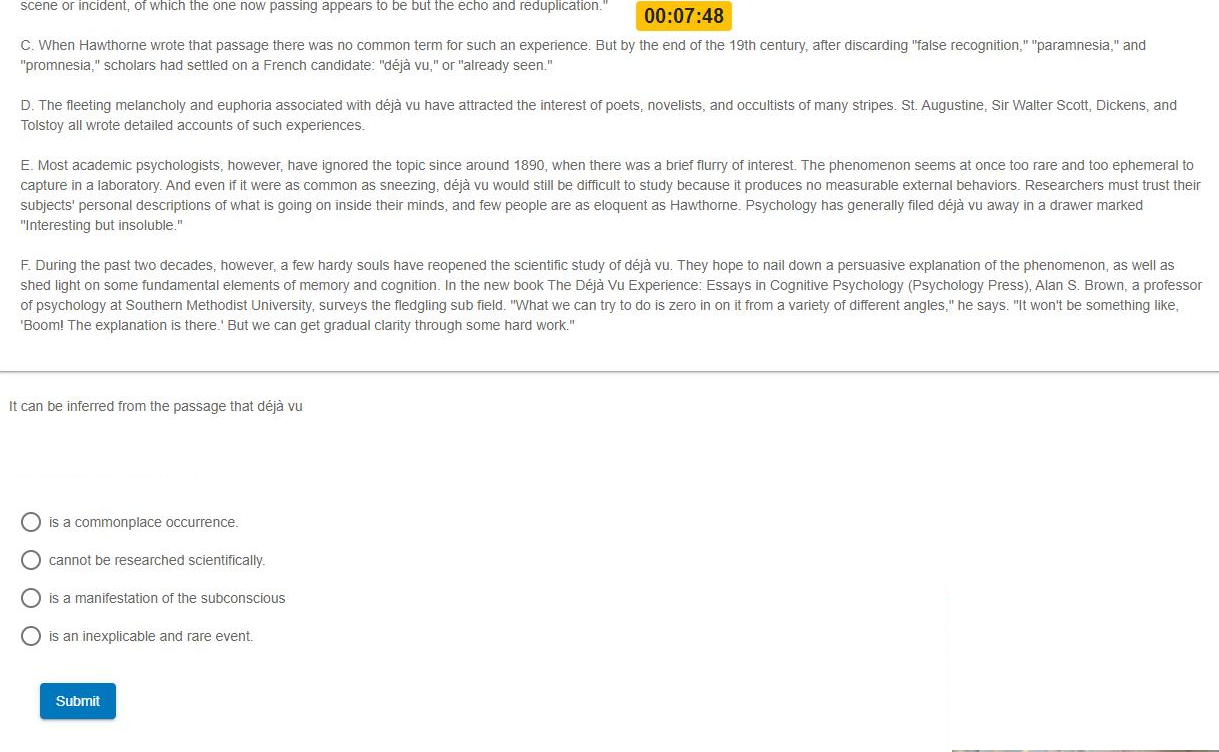 scene or incident, of which the one now passing appears to be but the echo and reduplication."
00:07:48
C. When Hawthorne wrote that passage there was no common term for such an experience. But by the end of the 19th century, after discarding "false recognition," "paramnesia," and
"promnesia," scholars had settled on a French candidate: "déjà vu," or "already seen."
D. The fleeting melancholy and euphoria associated with déjà vu have attracted the interest of poets, novelists, and occultists of many stripes. St. Augustine, Sir Walter Scott, Dickens, and
Tolstoy all wrote detailed accounts of such experiences.
E. Most academic psychologists, however, have ignored the topic since around 1890, when there was a brief flurry of interest. The phenomenon seems at once too rare and too ephemeral to
capture in a laboratory. And even if it were as common as sneezing, déjà vu would still be difficult to study because it produces no measurable external behaviors. Researchers must trust their
subjects' personal descriptions of what is going on inside their minds, and few people are as eloquent as Hawthorne. Psychology has generally filed déjà vu away in a drawer marked
"Interesting but insoluble."
F. During the past two decades, however, a few hardy souls have reopened the scientific study of déjà vu. They hope to nail down a persuasive explanation of the phenomenon, as well as
shed light on some fundamental elements of memory and cognition. In the new book The Déjà Vu Experience: Essays in Cognitive Psychology (Psychology Press), Alan S. Brown, a professor
of psychology at Southern Methodist University, surveys the fledgling sub field. "What we can try to do is zero in on it from a variety of different angles," he says. "It won't be something like,
'Boom! The explanation is there.' But we can get gradual clarity through some hard work."
It can be inferred from the passage that déjà vu
is a commonplace occurrence.
cannot be researched scientifically.
is a manifestation of the subconscious
is an inexplicable and rare event.
Submit